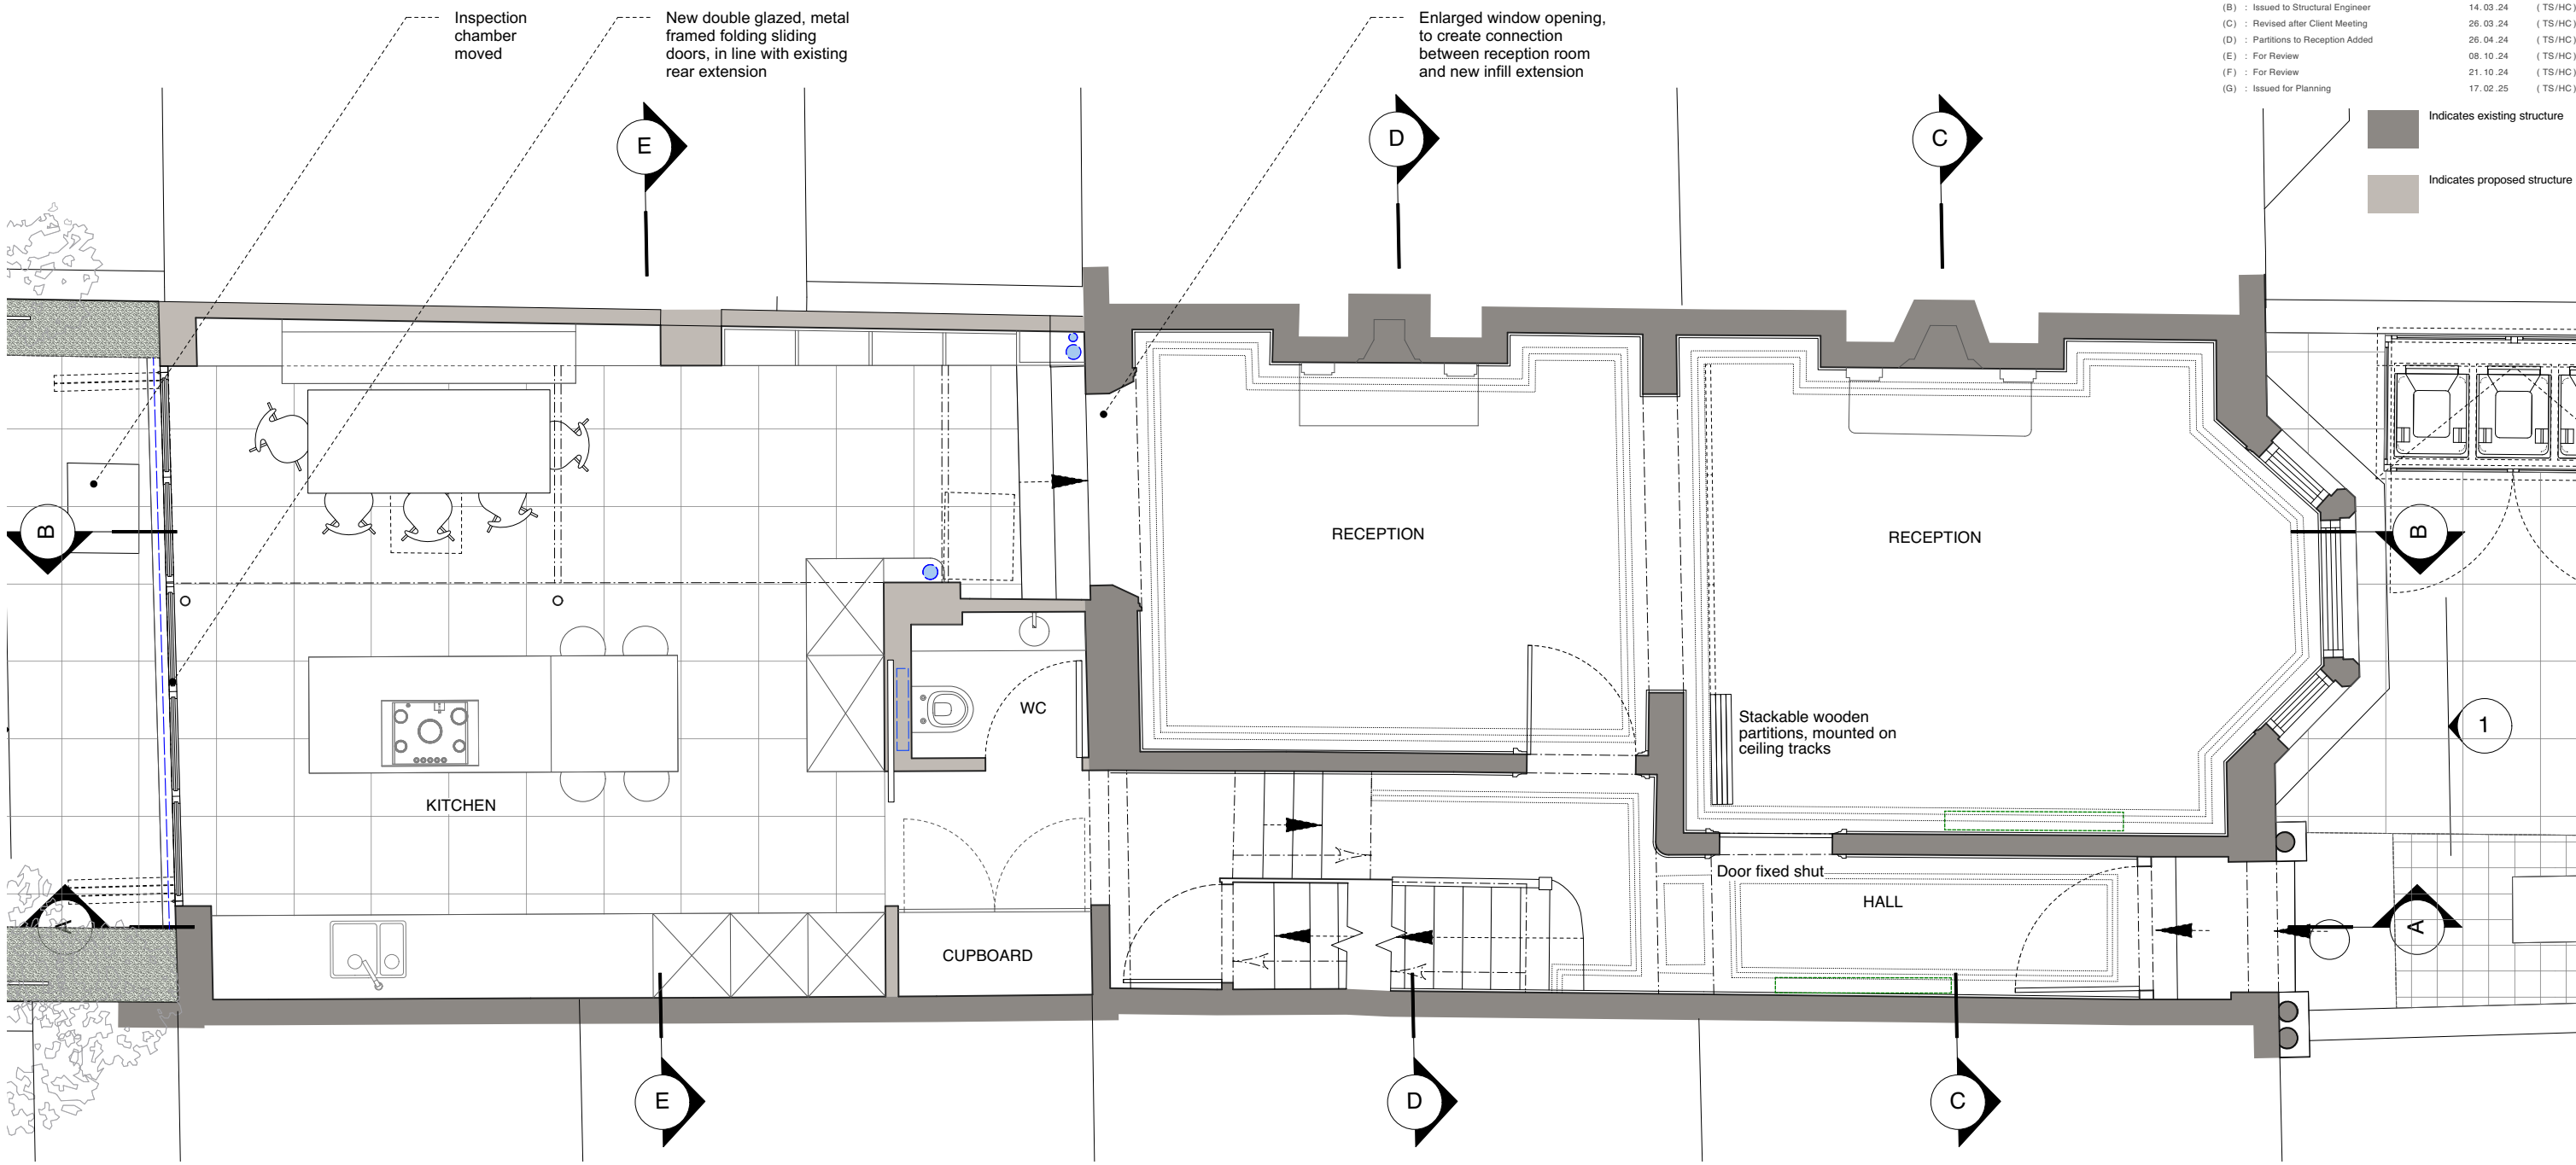 Inspection
chamber
moved
New double glazed, metal
framed folding sliding
doors, in line with existing
rear extension
Enlarged window opening,
to create connection
between reception room
and new infill extension
(B) : Issued to Structural Engineer 14.03.24 (TS/HC)
(C) : Revised after Client Meeting 26.03.24 (TS/HC)
(D) : Partitions to Reception Added 26.04.24 (TS/HC)
(E) : For Review 08.10.24 (TS/HC)
(F) : For Review 21.10.24 (TS/HC)
(G) : Issued for Planning 17.02.25 (TS/HC)
Indicates existing structure
Indicates proposed structure
E
D
C
B
RECEPTION
RECEPTION
B
WC
Stackable wooden
partitions, mounted on
ceiling tracks
1
KITCHEN
Door fixed shut
HALL
A
CUPBOARD
A
E
D
C